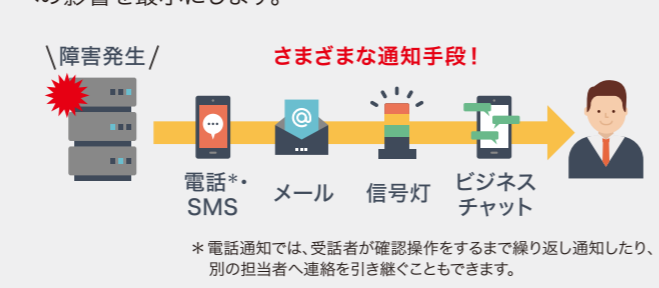 への影響を最小にします。
\障害発生/
さまざまな通知手段！
電話*・
SMS
メール
信号灯
ビジネス
チャット
＊電話通知では、受話者が確認操作をするまで繰り返し通知したり、
別の担当者へ連絡を引き継ぐこともできます。